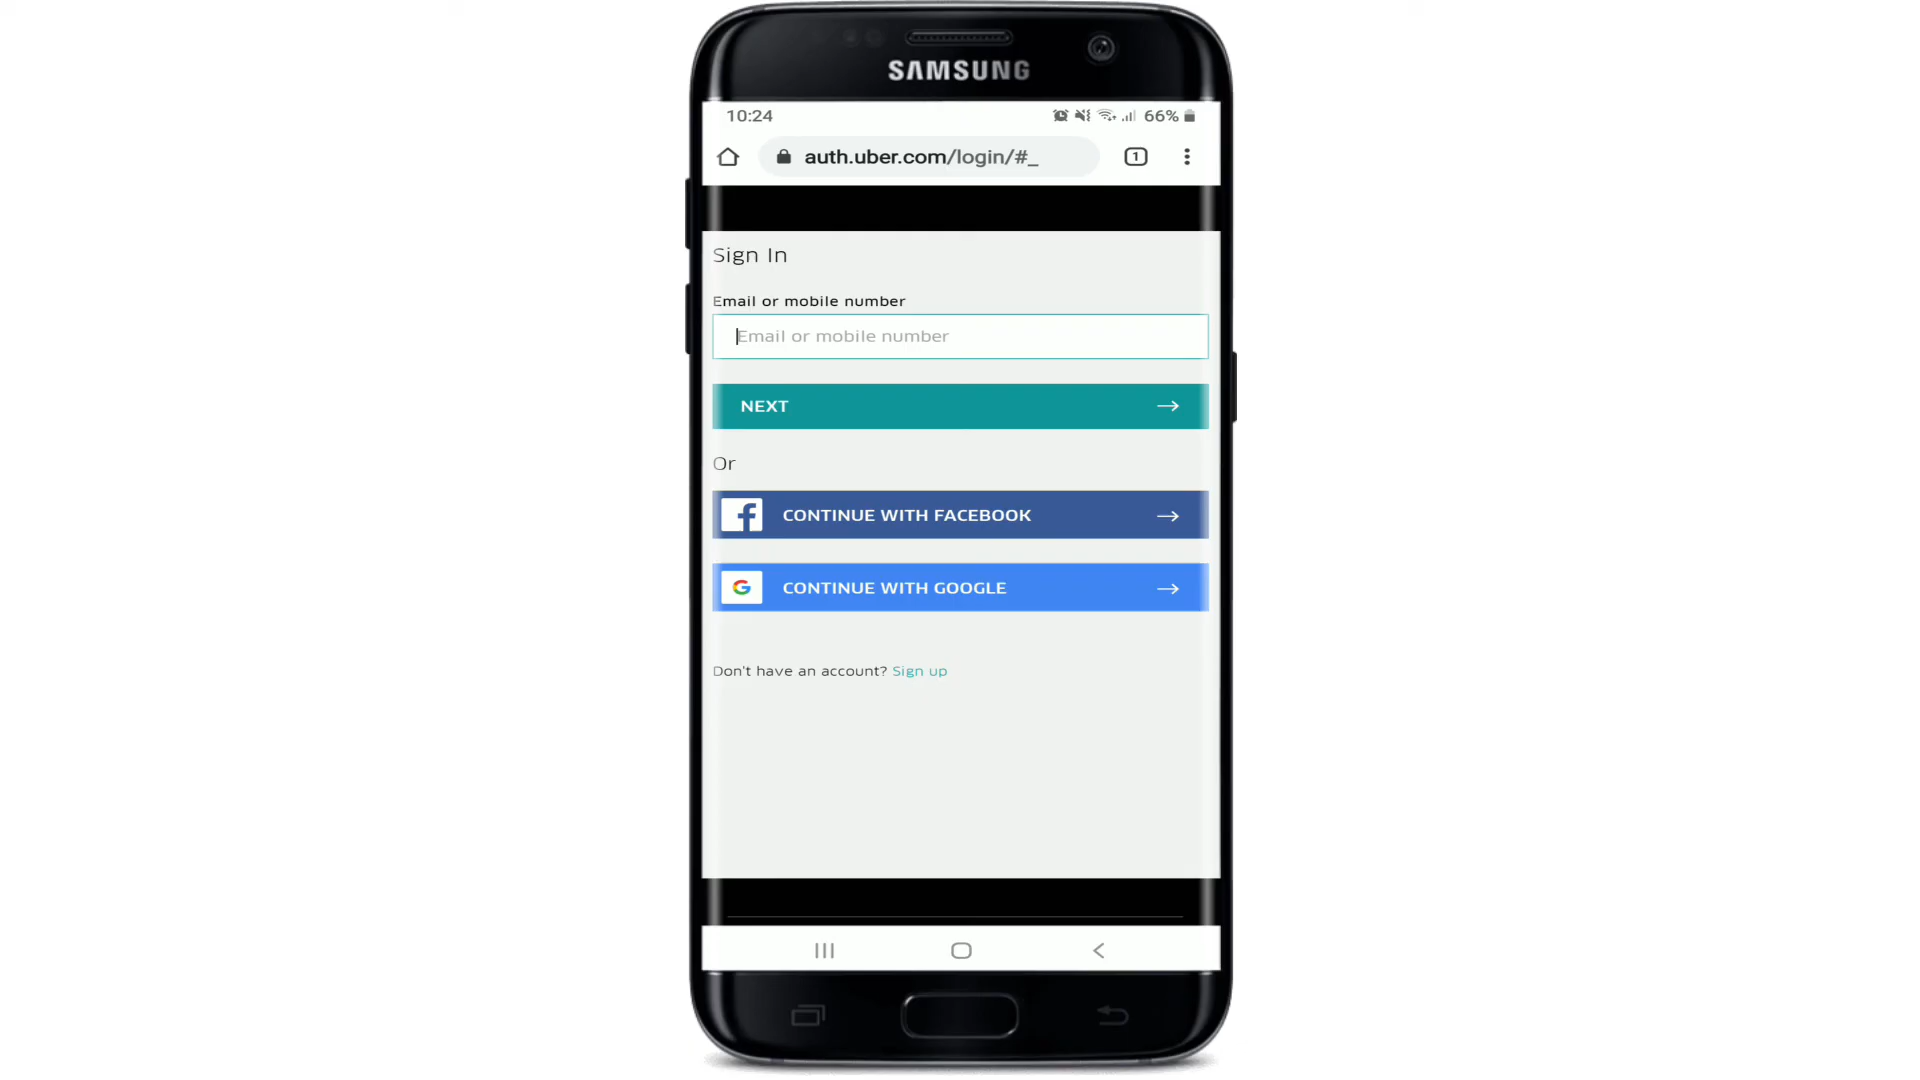 SAMSUNG
10:24 66%
auth.uber.com/login/#_ 1
Sign In
Email or mobile number
Email or mobile number
NEXT
Or
CONTINUE WITH FACEBOOK
CONTINUE WITH GOOGLE
Don't have an account? Sign up